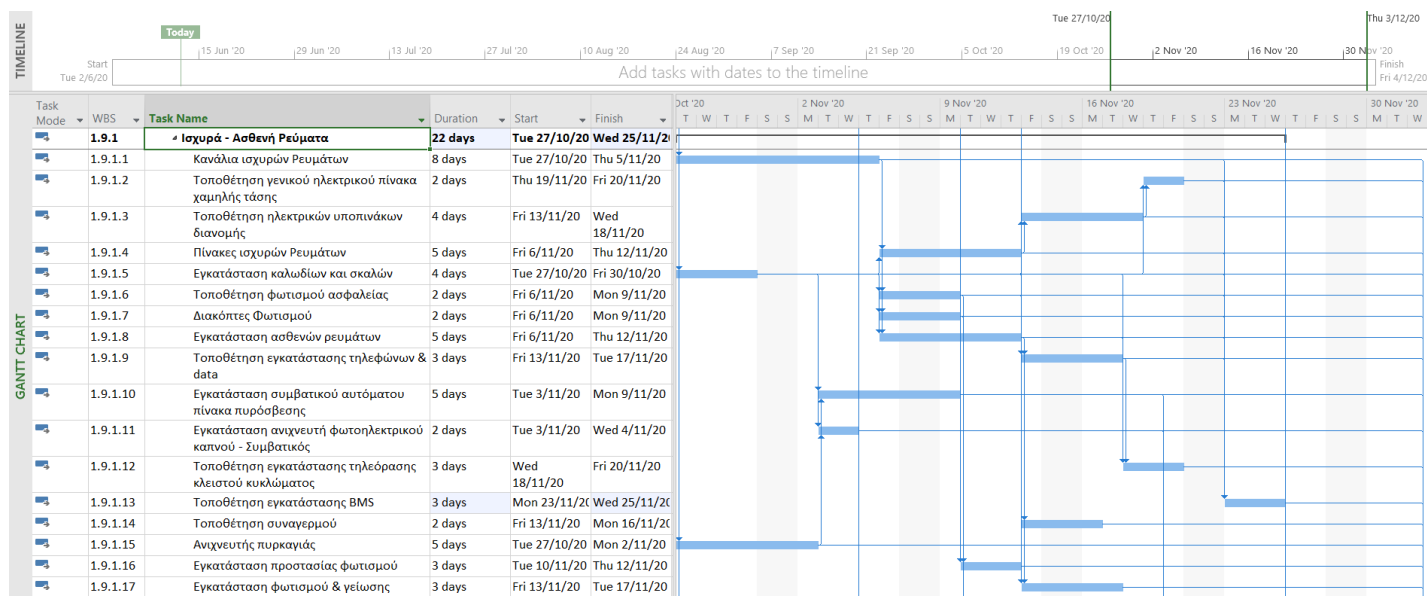 TIMELINE
Tue 27/10/20 Thu 3/12/20
Today
15 Jun '20 29 Jun '20 13 Jul '20 27 Jul '20 10 Aug '20 24 Aug '20 7 Sep '20 21 Sep '20 5 Oct '20 19 Oct '20 2 Nov '20 16 Nov '20 30 Nov '20
Start
Tue 2/6/20
Add tasks with dates to the timeline
Finish
Fri 4/12/20
GANTT CHART
Task Mode WBS Task Name Duration Start Finish
Oct '20 2 Nov '20 9 Nov '20 16 Nov '20 23 Nov '20 30 Nov '20
T W T F S S M T W T F S S M T W T F S S M T W T F S S M T W T F S S M T W
1.9.1 Ισχυρά - Ασθενή Ρεύματα 22 days Tue 27/10/20 Wed 25/11/20
1.9.1.1 Κανάλια ισχυρών Ρευμάτων 8 days Tue 27/10/20 Thu 5/11/20
1.9.1.2 Τοποθέτηση γενικού ηλεκτρικού πίνακα 2 days Thu 19/11/20 Fri 20/11/20
χαμηλής τάσης
1.9.1.3 Τοποθέτηση ηλεκτρικών υποπινάκων 4 days Fri 13/11/20 Wed
διανομής 18/11/20
1.9.1.4 Πίνακες ισχυρών Ρευμάτων 5 days Fri 6/11/20 Thu 12/11/20
1.9.1.5 Εγκατάσταση καλωδίων και σκαλών 4 days Tue 27/10/20 Fri 30/10/20
1.9.1.6 Τοποθέτηση φωτισμού ασφαλείας 2 days Fri 6/11/20 Mon 9/11/20
1.9.1.7 Διακόπτες Φωτισμού 2 days Fri 6/11/20 Mon 9/11/20
1.9.1.8 Εγκατάσταση ασθενών ρευμάτων 5 days Fri 6/11/20 Thu 12/11/20
1.9.1.9 Τοποθέτηση εγκατάστασης τηλεφώνων & 3 days Fri 13/11/20 Tue 17/11/20
data
1.9.1.10 Εγκατάσταση συμβατικού αυτόματου 5 days Tue 3/11/20 Mon 9/11/20
πίνακα πυρόσβεσης
1.9.1.11 Εγκατάσταση ανιχνευτή φωτοηλεκτρικού 2 days Tue 3/11/20 Wed 4/11/20
καπνού - Συμβατικός
1.9.1.12 Τοποθέτηση εγκατάστασης τηλεόρασης 3 days Wed Fri 20/11/20
κλειστού κυκλώματος 18/11/20
1.9.1.13 Τοποθέτηση εγκατάστασης BMS 3 days Mon 23/11/20 Wed 25/11/20
1.9.1.14 Τοποθέτηση συναγερμού 2 days Fri 13/11/20 Mon 16/11/20
1.9.1.15 Ανιχνευτής πυρκαγιάς 5 days Tue 27/10/20 Mon 2/11/20
1.9.1.16 Εγκατάσταση προστασίας φωτισμού 3 days Tue 10/11/20 Thu 12/11/20
1.9.1.17 Εγκατάσταση φωτισμού & γείωσης 3 days Fri 13/11/20 Tue 17/11/20